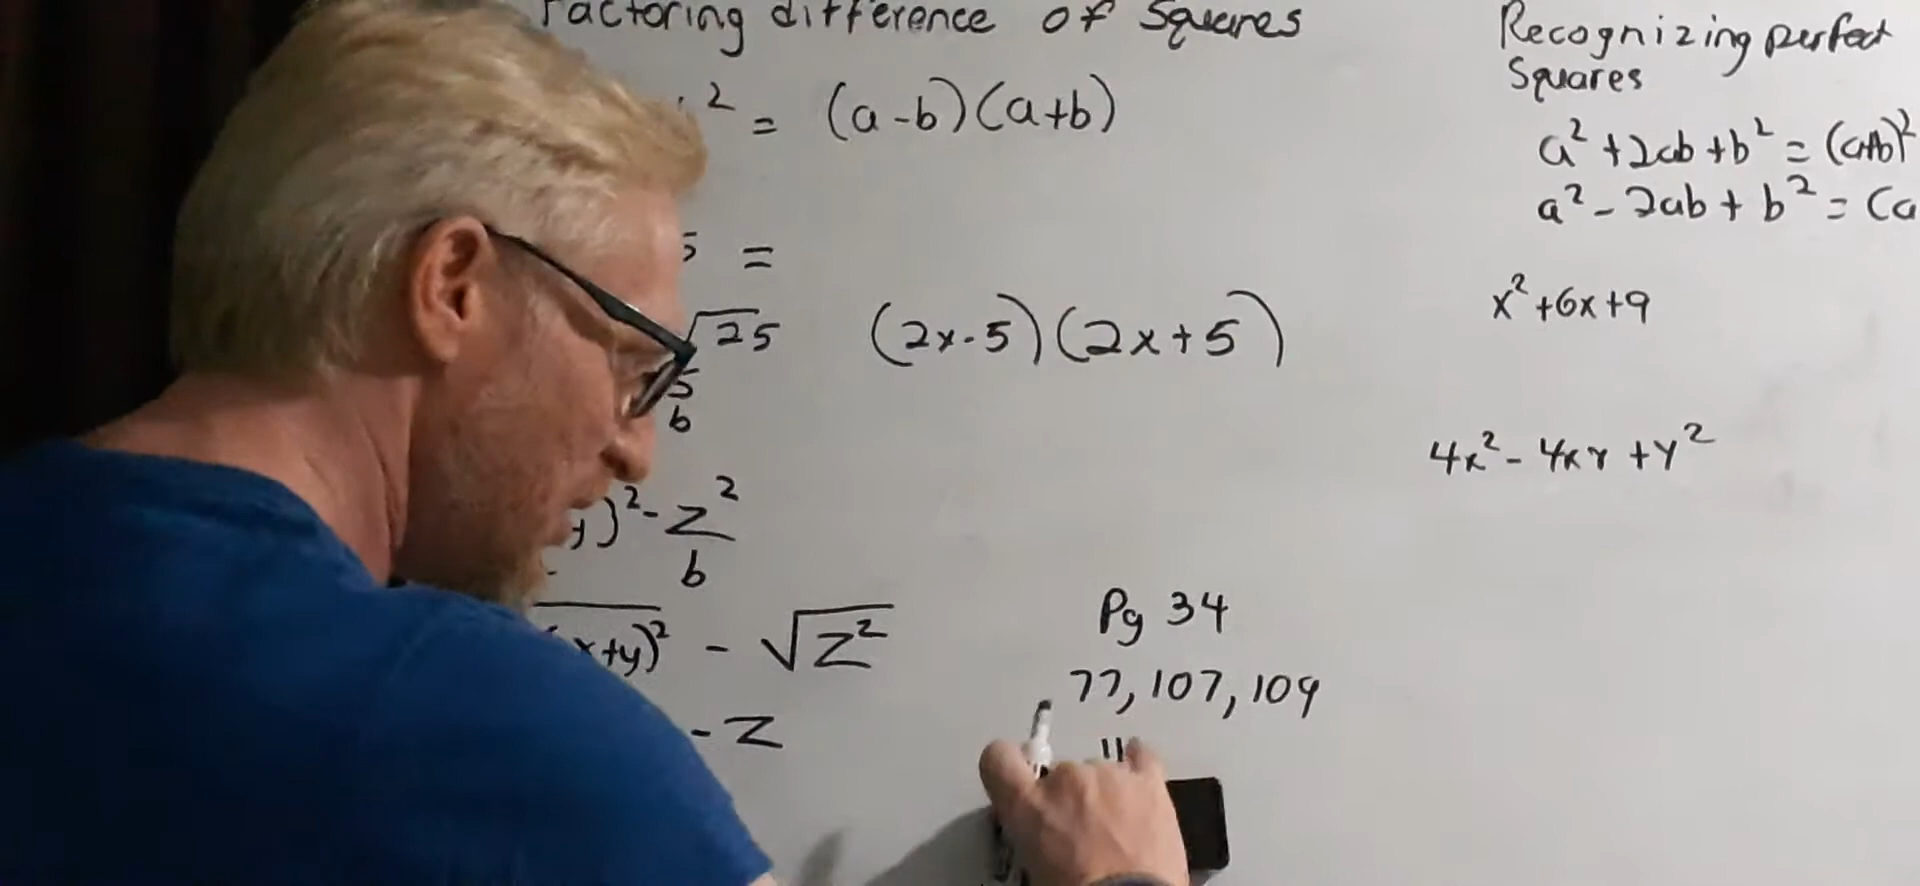 Factoring difference of Squares
2 = (a-b)(a+b)
5 =
√25 (2x-5)(2x+5)
5
b
y)²-z²
b
(x+y)² - √z²
- z
Pg 34
77, 107, 109
11
Recognizing perfect
Squares
a²+2ab+b² = (a+b)²
a²-2ab+b² = (a
x²+6x+9
4x²-4xy+y²